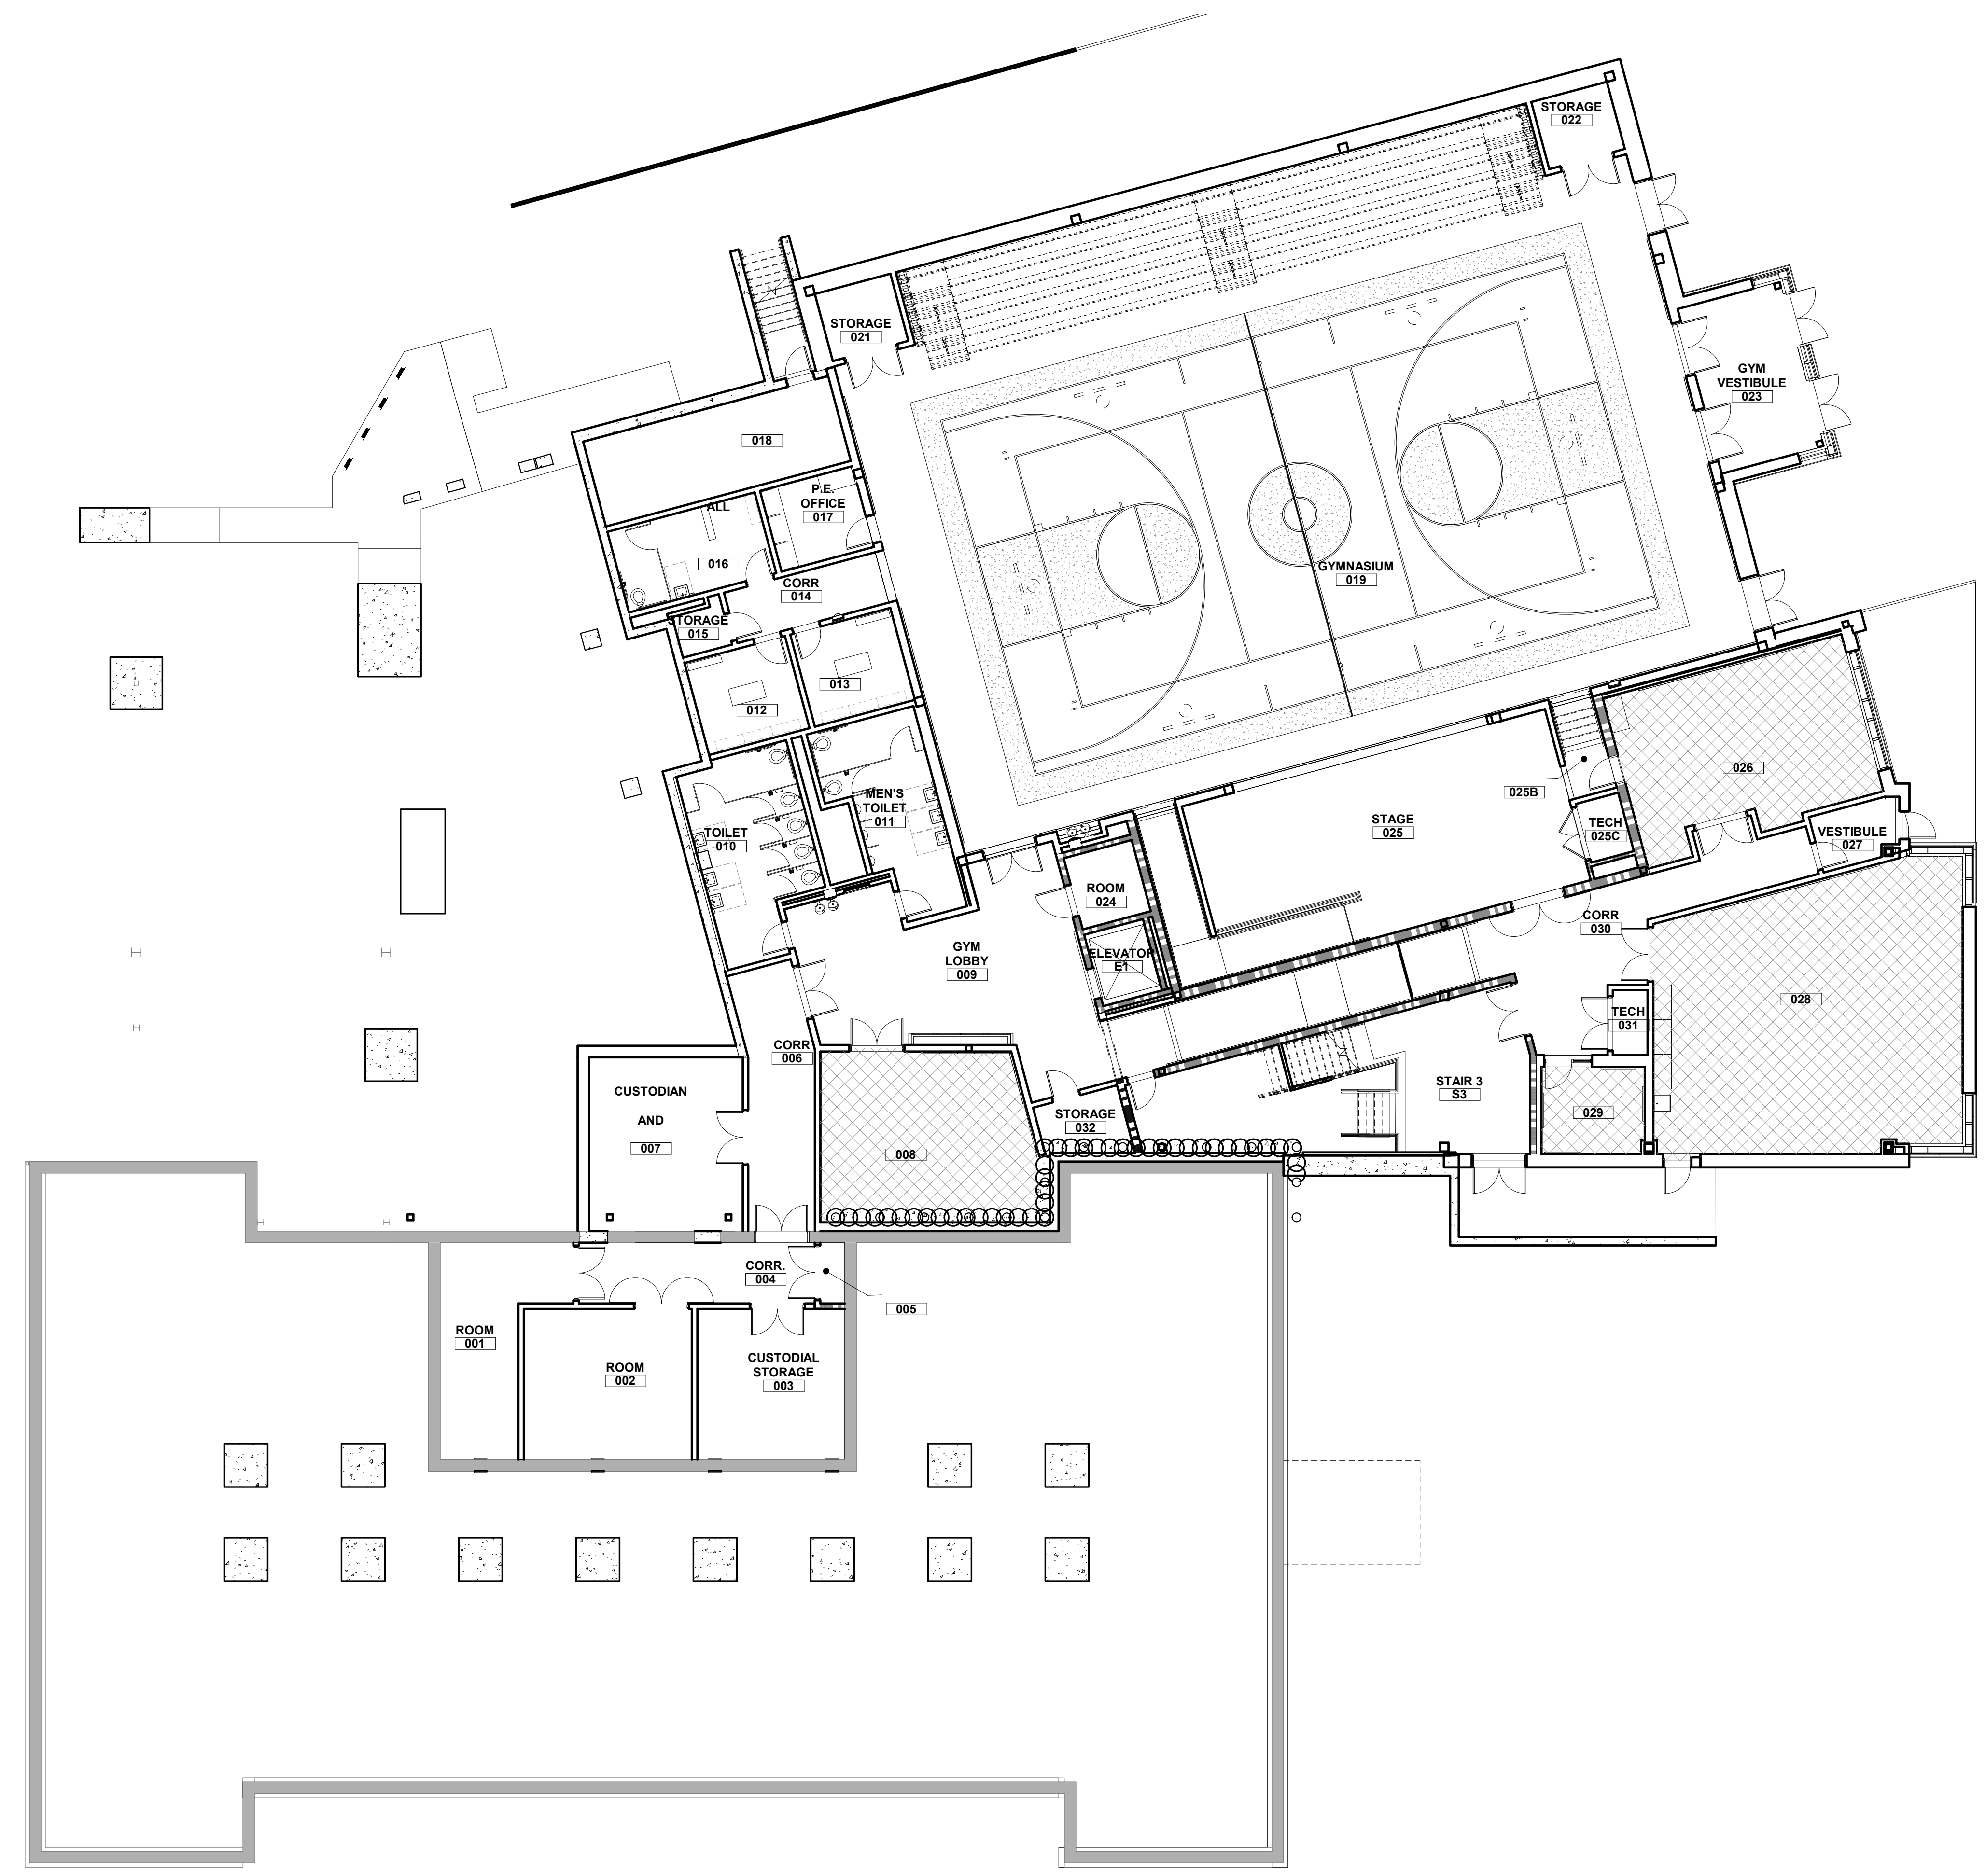 STORAGE
022
STORAGE
021
GYM
VESTIBULE
023
018
P.E.
OFFICE
017
ALL
016
CORR
014
GYMNASIUM
019
STORAGE
015
013
012
026
025B
MEN'S
TOILET
011
TOILET
010
STAGE
025
TECH
025C
VESTIBULE
027
ROOM
024
CORR
030
GYM
LOBBY
009
ELEVATOR
E1
028
TECH
031
CORR
006
CUSTODIAN
AND
007
STAIR 3
S3
STORAGE
032
029
008
CORR.
004
005
ROOM
001
ROOM
002
CUSTODIAL
STORAGE
003